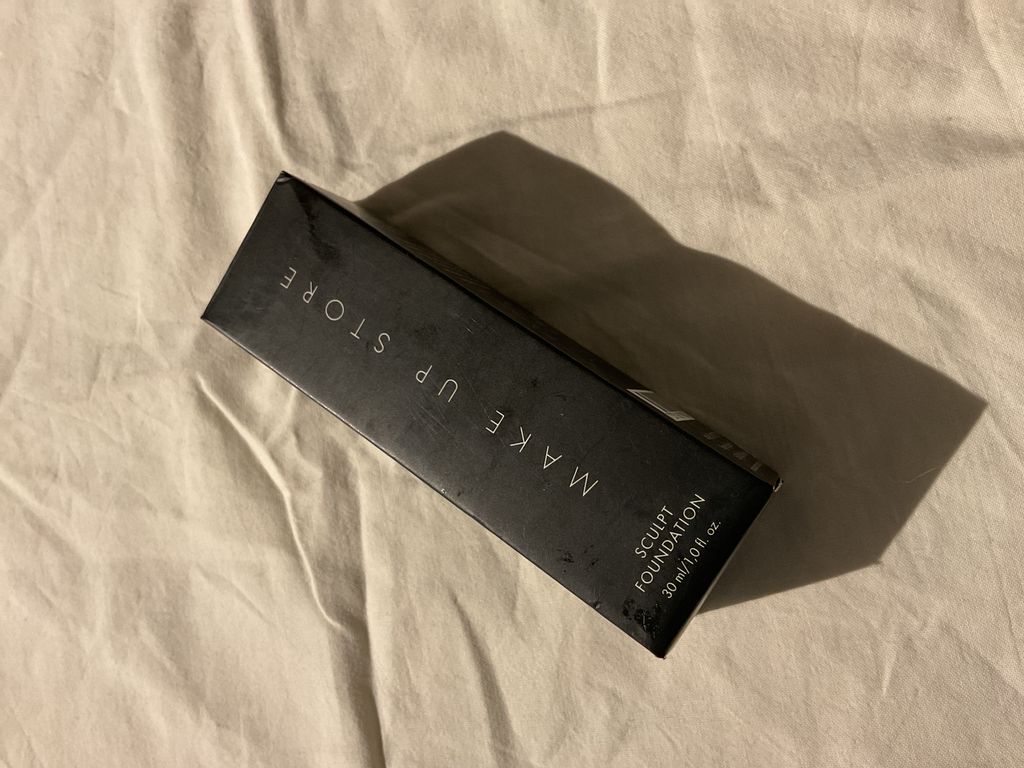 MAKE UP STORE
SCULPT
FOUNDATION
30 ml/1.0 fl. oz.